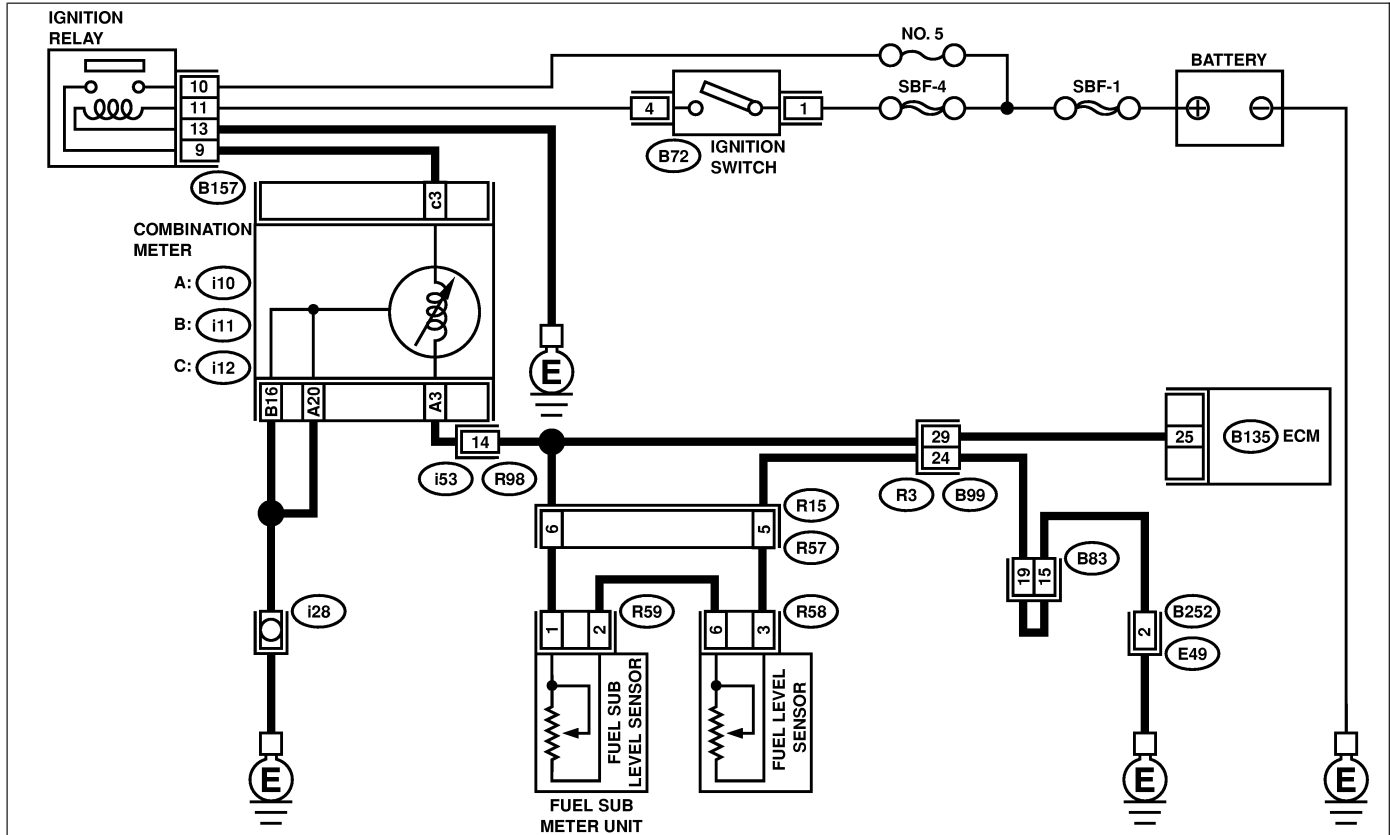 IGNITION
RELAY
NO. 5
BATTERY
SBF-4
SBF-1
10
11
13
9
4
1
B72
IGNITION
SWITCH
B157
c3
COMBINATION
METER
A: i10
B: i11
C: i12
E
B16
A20
A3
14
i53
R98
29
24
R3
B99
25
B135
ECM
R15
6
5
R57
19
15
B83
i28
1
2
R59
6
3
R58
2
B252
E49
FUEL SUB
LEVEL SENSOR
FUEL LEVEL
SENSOR
E
E
E
FUEL SUB
METER UNIT